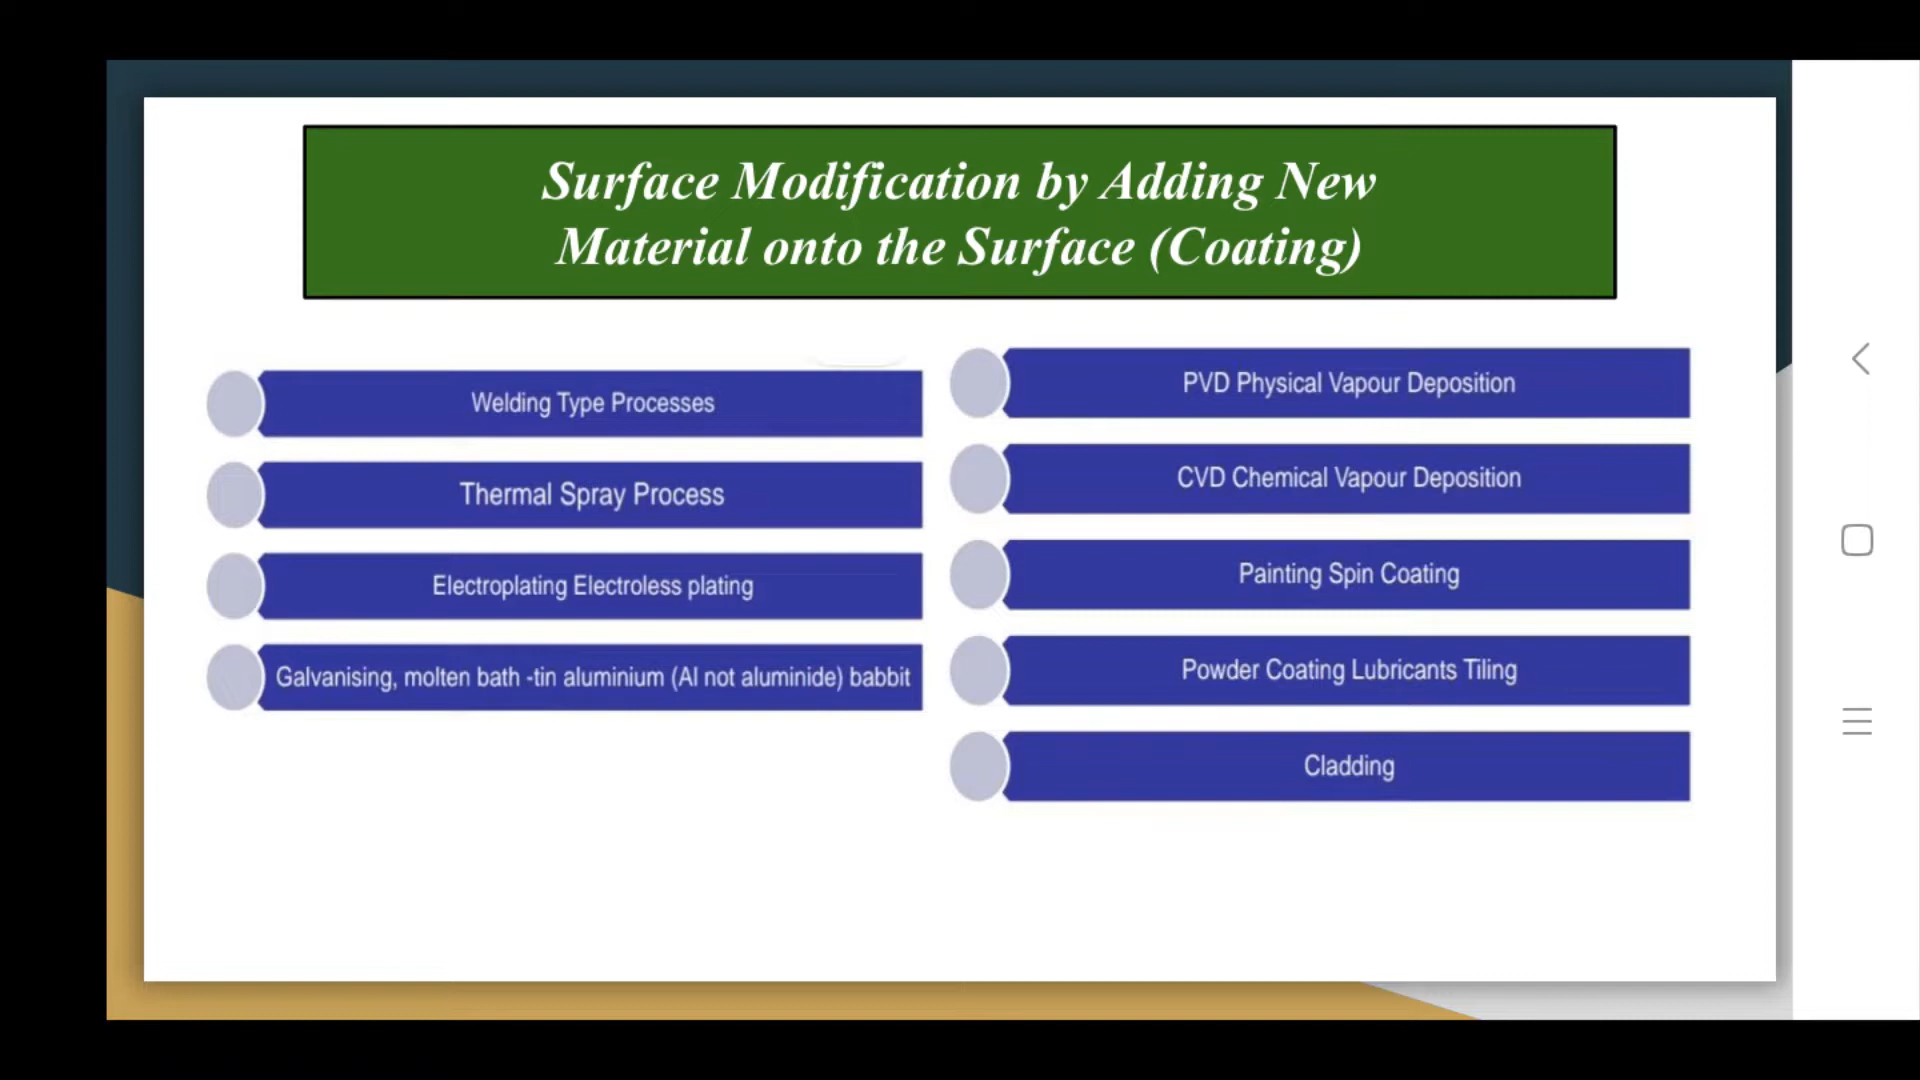 Surface Modification by Adding New
Material onto the Surface (Coating)
Welding Type Processes
Thermal Spray Process
Electroplating Electroless plating
Galvanising, molten bath -tin aluminium (Al not aluminide) babbit
PVD Physical Vapour Deposition
CVD Chemical Vapour Deposition
Painting Spin Coating
Powder Coating Lubricants Tiling
Cladding